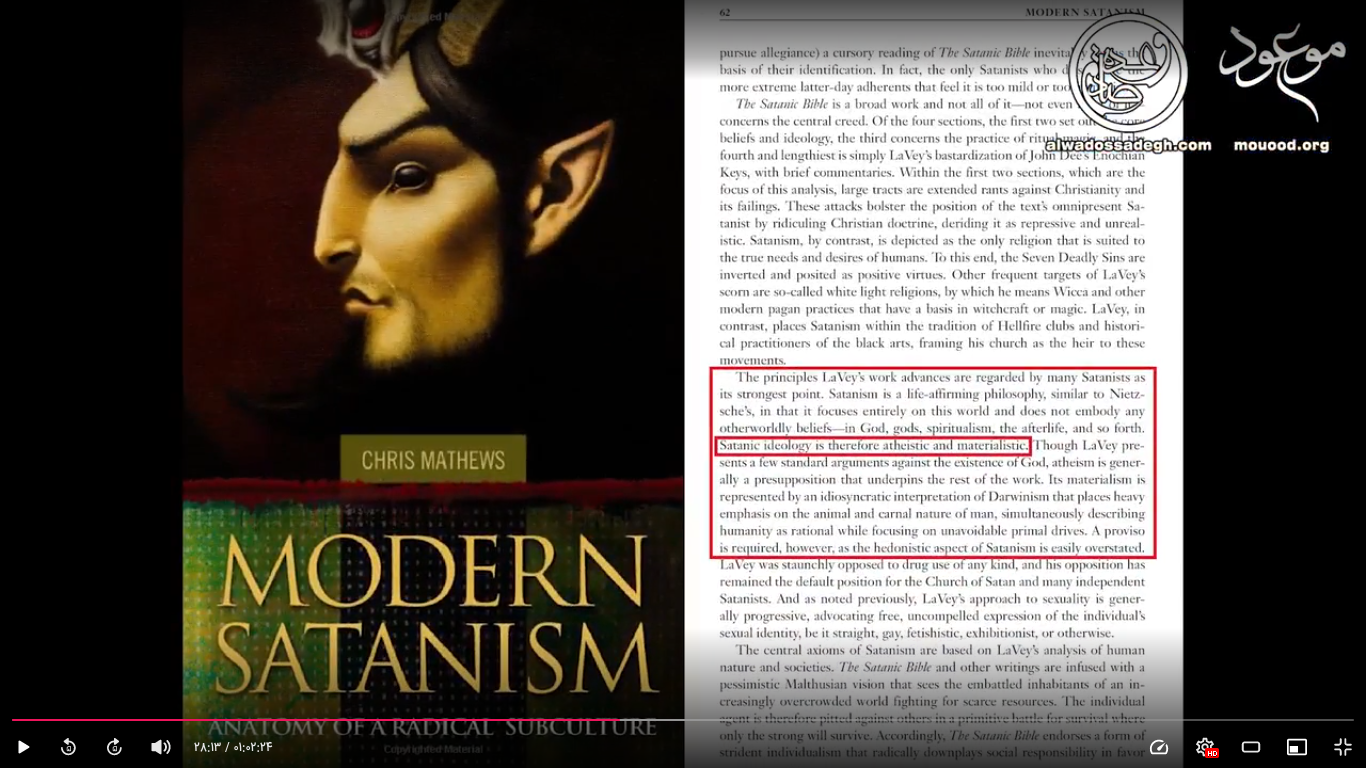 CHRIS MATHEWS
MODERN
SATANISM
ANATOMY OF A RADICAL SUBCULTURE
Copyrighted Material
62 MODERN SATANISM
pursue allegiance) a cursory reading of The Satanic Bible
basis of their identification. In fact, the only Satanists who
more extreme latter-day adherents that feel it is too mild or too
The Satanic Bible is a broad work and not all of it—not even
concerns the central creed. Of the four sections, the first two set out
beliefs and ideology, the third concerns the practice of ritual magic, and the
fourth and lengthiest is simply LaVey's bastardization of John Dee's Enochian
Keys, with brief commentaries. Within the first two sections, which are the
focus of this analysis, large tracts are extended rants against Christianity and
its failings. These attacks bolster the position of the text's omnipresent Sa-
tanist by ridiculing Christian doctrine, deriding it as repressive and unreal-
istic. Satanism, by contrast, is depicted as the only religion that is suited to
the true needs and desires of humans. To this end, the Seven Deadly Sins are
inverted and posited as positive virtues. Other frequent targets of LaVey's
scorn are so-called white light religions, by which he means Wicca and other
modern pagan practices that have a basis in witchcraft or magic. LaVey, in
contrast, places Satanism within the tradition of Hellfire clubs and histori-
cal practitioners of the black arts, framing his church as the heir to these
movements.
The principles LaVey's work advances are regarded by many Satanists as
its strongest point. Satanism is a life-affirming philosophy, similar to Nietz-
sche's, in that it focuses entirely on this world and does not embody any
otherworldly beliefs—in God, gods, spiritualism, the afterlife, and so forth.
Satanic ideology is therefore atheistic and materialistic. Though LaVey pre-
sents a few standard arguments against the existence of God, atheism is gener-
ally a presupposition that underpins the rest of the work. Its materialism is
represented by an idiosyncratic interpretation of Darwinism that places heavy
emphasis on the animal and carnal nature of man, simultaneously describing
humanity as rational while focusing on unavoidable primal drives. A proviso
is required, however, as the hedonistic aspect of Satanism is easily overstated.
LaVey was staunchly opposed to drug use of any kind, and his opposition has
remained the default position for the Church of Satan and many independent
Satanists. And as noted previously, LaVey's approach to sexuality is gener-
ally progressive, advocating free, uncompelled expression of the individual's
sexual identity, be it straight, gay, fetishistic, exhibitionist, or otherwise.
The central axioms of Satanism are based on LaVey's analysis of human
nature and societies. The Satanic Bible and other writings are infused with a
pessimistic Malthusian vision that sees the embattled inhabitants of an in-
creasingly overcrowded world fighting for scarce resources. The individual
agent is therefore pitted against others in a primitive battle for survival where
only the strong will survive. Accordingly, The Satanic Bible endorses a form of
strident individualism that radically downplays social responsibility in favor
موعود
alwadossadegh.com mouood.org
۲۸:۱۳ / ۰۱:۰۲:۲۴
HD